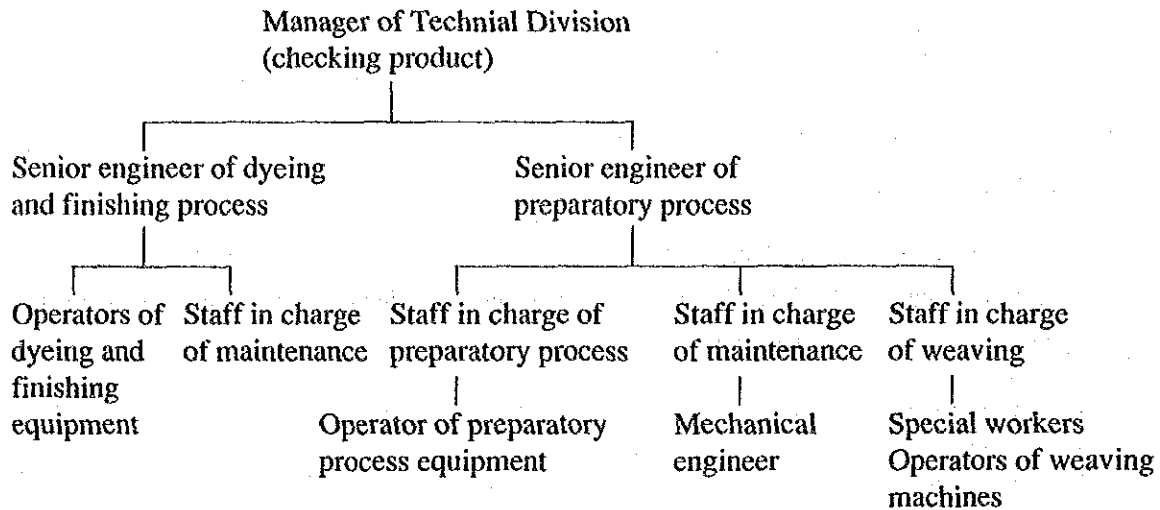 Manager of Technial Division
(checking product)
Senior engineer of dyeing
and finishing process
Senior engineer of
preparatory process
Operators of
dyeing and
finishing
equipment
Staff in charge
of maintenance
Staff in charge of
preparatory process
Staff in charge
of maintenance
Staff in charge
of weaving
Operator of preparatory
process equipment
Mechanical
engineer
Special workers
Operators of weaving
machines